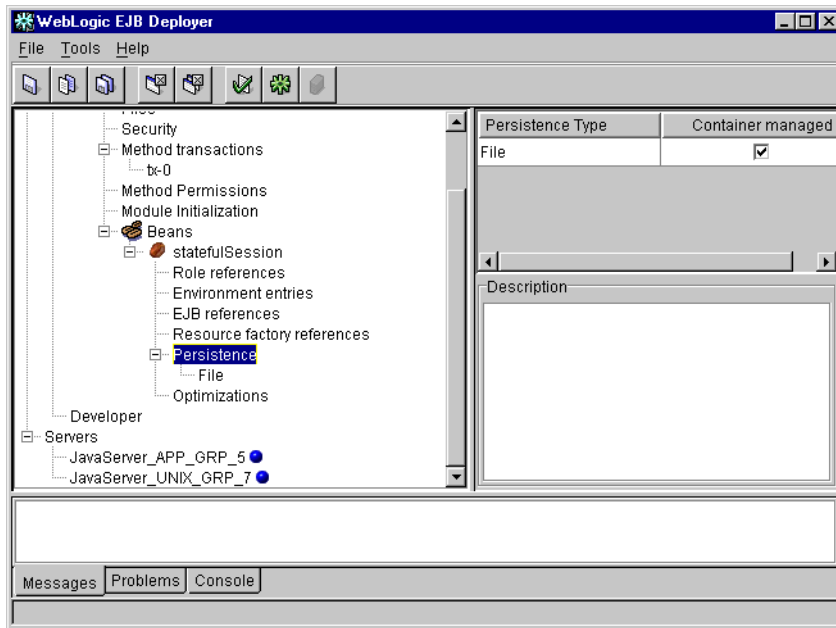 WebLogic EJB Deployer
File Tools Help
Files
Security
Method transactions
tx-0
Method Permissions
Module Initialization
Beans
statefulSession
Role references
Environment entries
EJB references
Resource factory references
Persistence
File
Optimizations
Developer
Servers
JavaServer_APP_GRP_5
JavaServer_UNIX_GRP_7
Persistence Type Container managed
File
Description
Messages Problems Console